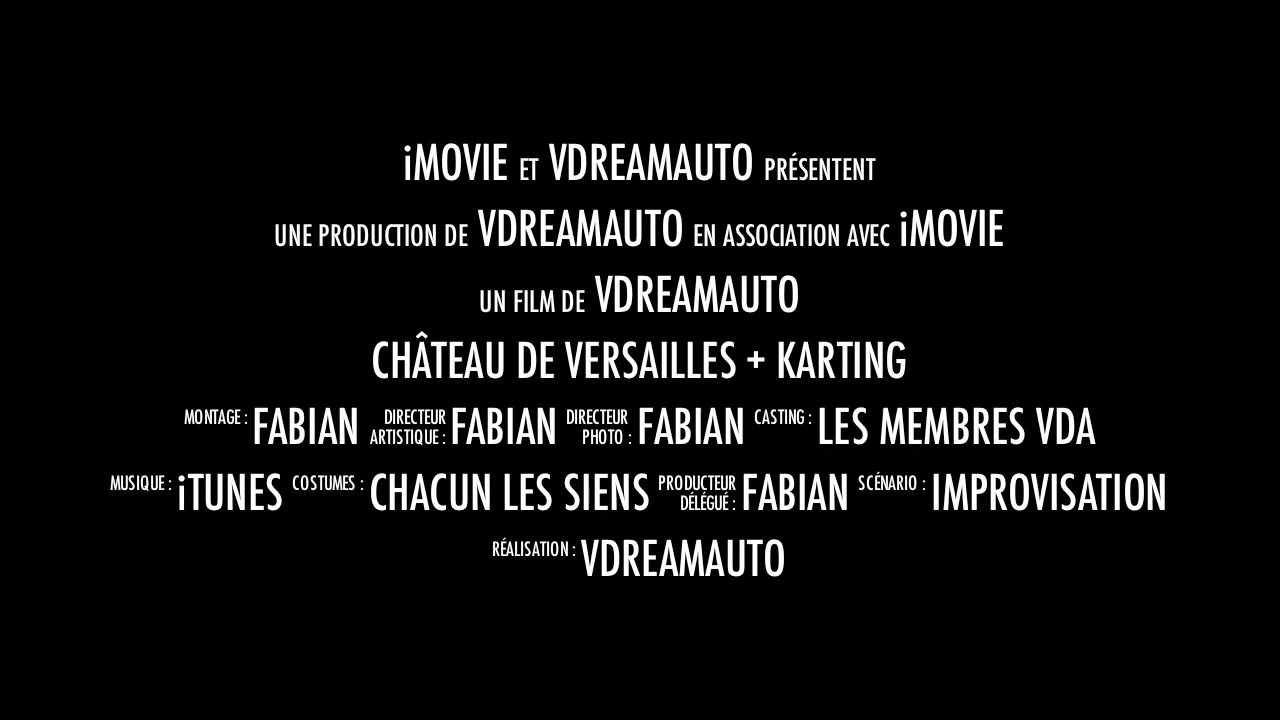 iMOVIE ET VDREAMAUTO PRÉSENTENT
UNE PRODUCTION DE VDREAMAUTO EN ASSOCIATION AVEC iMOVIE
UN FILM DE VDREAMAUTO
CHÂTEAU DE VERSAILLES + KARTING
MONTAGE : FABIAN DIRECTEUR ARTISTIQUE : FABIAN DIRECTEUR PHOTO : FABIAN CASTING : LES MEMBRES VDA
MUSIQUE : iTUNES COSTUMES : CHACUN LES SIENS PRODUCTEUR DÉLÉGUÉ : FABIAN SCÉNARIO : IMPROVISATION
RÉALISATION : VDREAMAUTO